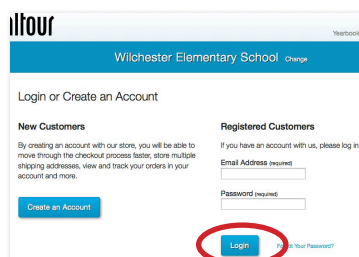 Yearbook
Wilchester Elementary School Change
Login or Create an Account
New Customers
By creating an account with our store, you will be able to
move through the checkout process faster, store multiple
shipping addresses, view and track your orders in your
account and more.
Create an Account
Registered Customers
If you have an account with us, please log in
Email Address (required)
Password (required)
Login
Your Password?